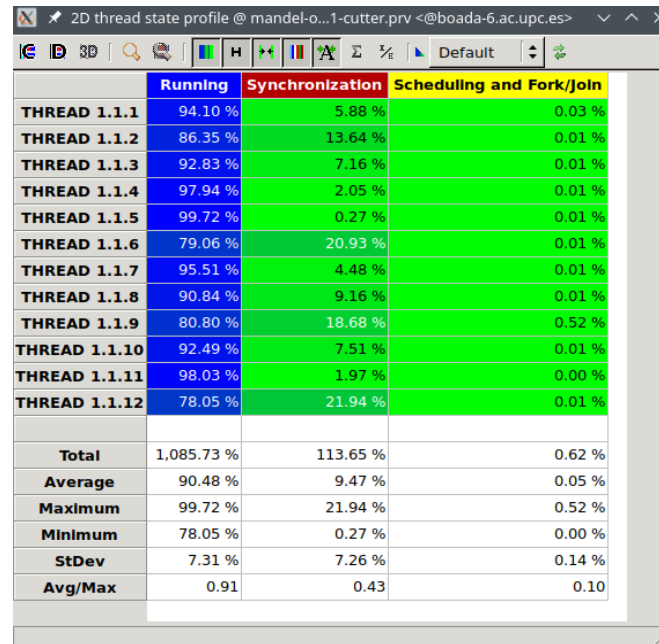 2D thread state profile @ mandel-o...1-cutter.prv <@boada-6.ac.upc.es>
IE ID 3D H Σ Default
Running Synchronization Scheduling and Fork/Join
THREAD 1.1.1 94.10 % 5.88 % 0.03 %
THREAD 1.1.2 86.35 % 13.64 % 0.01 %
THREAD 1.1.3 92.83 % 7.16 % 0.01 %
THREAD 1.1.4 97.94 % 2.05 % 0.01 %
THREAD 1.1.5 99.72 % 0.27 % 0.01 %
THREAD 1.1.6 79.06 % 20.93 % 0.01 %
THREAD 1.1.7 95.51 % 4.48 % 0.01 %
THREAD 1.1.8 90.84 % 9.16 % 0.01 %
THREAD 1.1.9 80.80 % 18.68 % 0.52 %
THREAD 1.1.10 92.49 % 7.51 % 0.01 %
THREAD 1.1.11 98.03 % 1.97 % 0.00 %
THREAD 1.1.12 78.05 % 21.94 % 0.01 %
Total 1,085.73 % 113.65 % 0.62 %
Average 90.48 % 9.47 % 0.05 %
Maximum 99.72 % 21.94 % 0.52 %
Minimum 78.05 % 0.27 % 0.00 %
StDev 7.31 % 7.26 % 0.14 %
Avg/Max 0.91 0.43 0.10